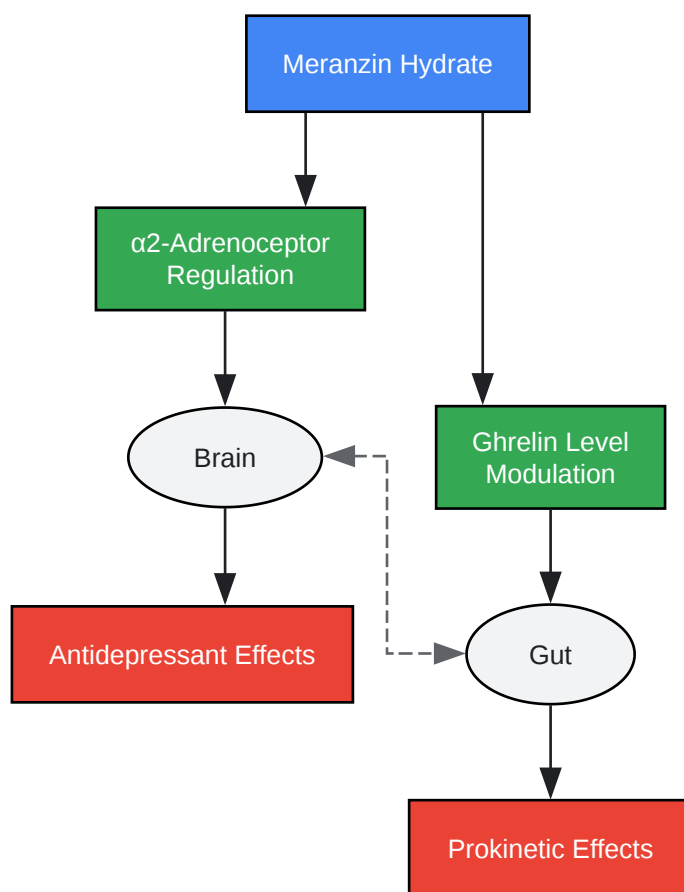 Meranzin Hydrate
α2-Adrenoceptor
Regulation
Brain
Ghrelin Level
Modulation
Antidepressant Effects
Gut
Prokinetic Effects